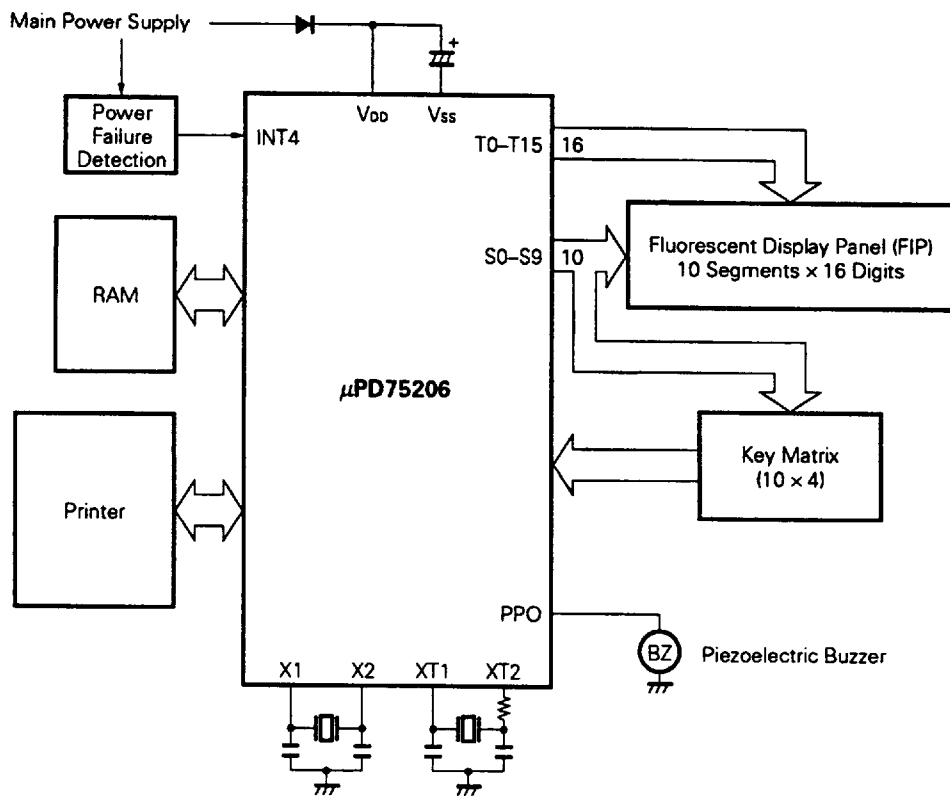 Main Power Supply
+
Power
Failure
Detection
INT4
VDD
VSS
T0–T15
16
Fluorescent Display Panel (FIP)
10 Segments × 16 Digits
S0–S9
10
RAM
μPD75206
Key Matrix
(10 × 4)
Printer
PPO
BZ
Piezoelectric Buzzer
X1
X2
XT1
XT2